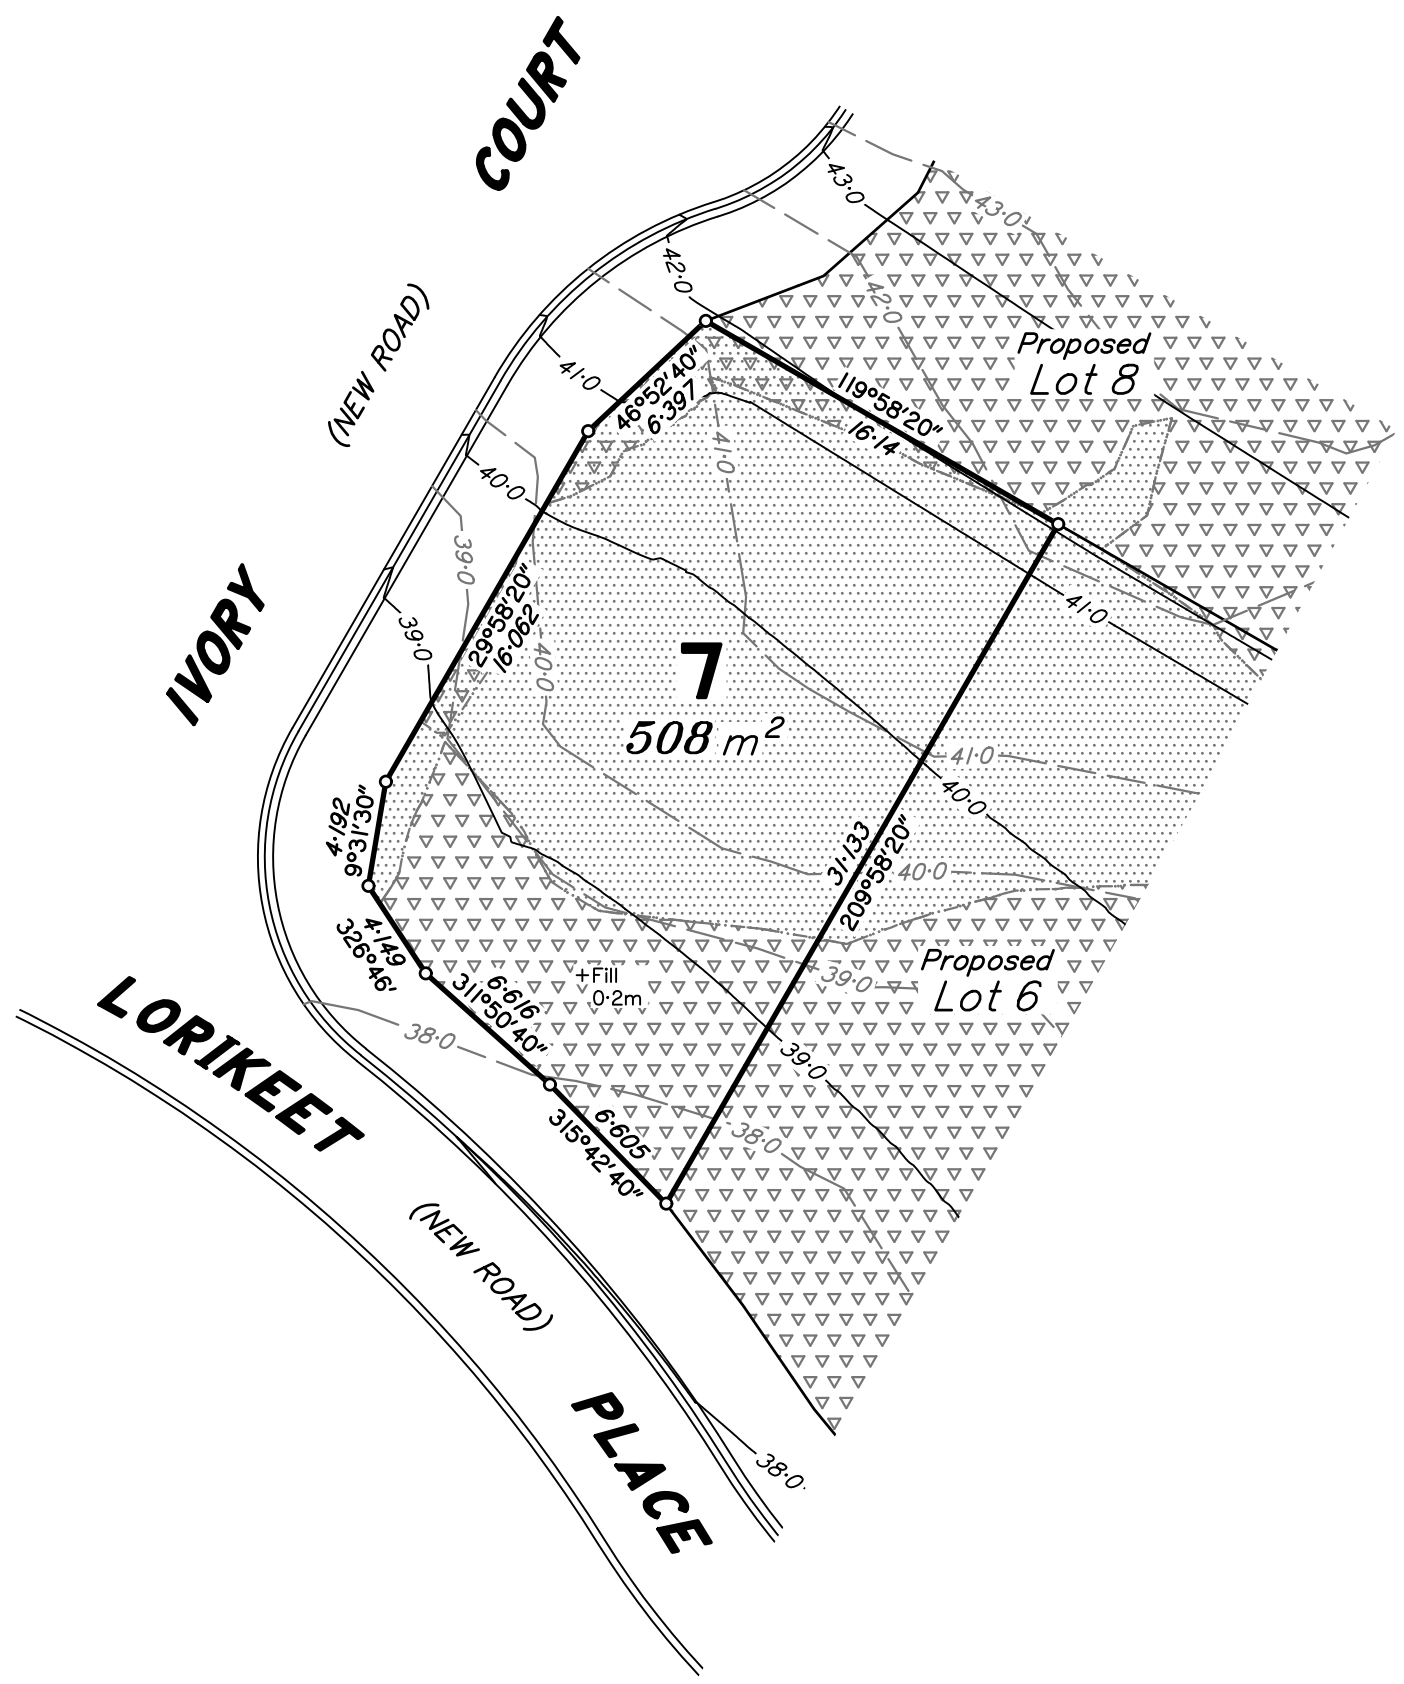 COURT
(NEW ROAD)
IVORY
43·0
43·0
42·0
42·0
Proposed
Lot 8
41·0
46°52'40"
6·397
119°58'20"
16·14
41·0
40·0
39·0
29°58'20"
16·062
39·0
40·0
41·0
7
508 m²
41·0
40·0
4·192
9°31'30"
31·133
209°58'20"
40·0
4·149
326°46'
6·616
311°50'40"
+Fill
0·2m
39·0
Proposed
Lot 6
38·0
39·0
6·605
315°42'40"
38·0
LORIKEET
(NEW ROAD)
PLACE
38·0